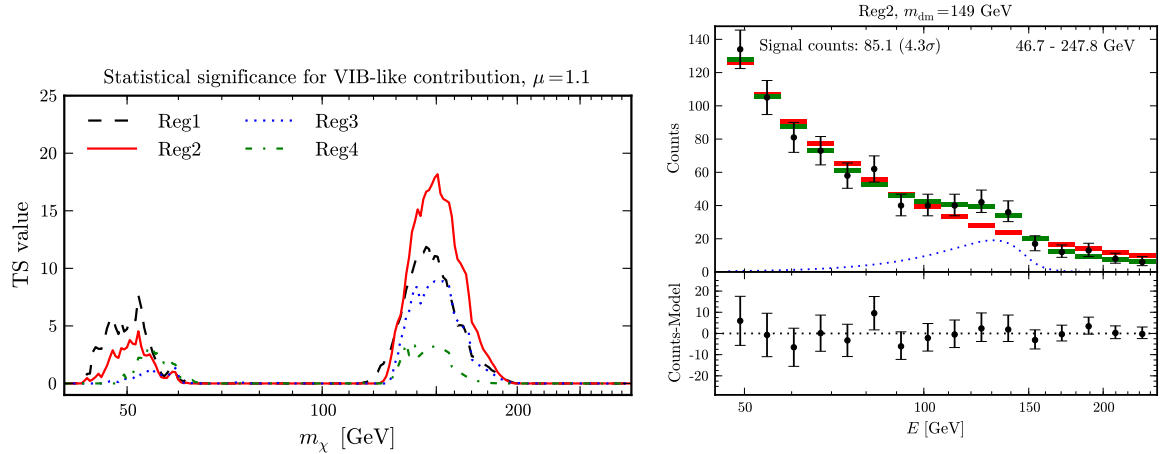 Statistical significance for VIB-like contribution, μ=1.1
25
20
15
10
5
0
TS value
Reg1
Reg2
Reg3
Reg4
50
100
200
m_χ [GeV]
Reg2, m_dm=149 GeV
Signal counts: 85.1 (4.3σ)
46.7 - 247.8 GeV
140
120
100
80
60
40
20
0
Counts
20
10
0
-10
-20
Counts-Model
50
100
150
200
E [GeV]